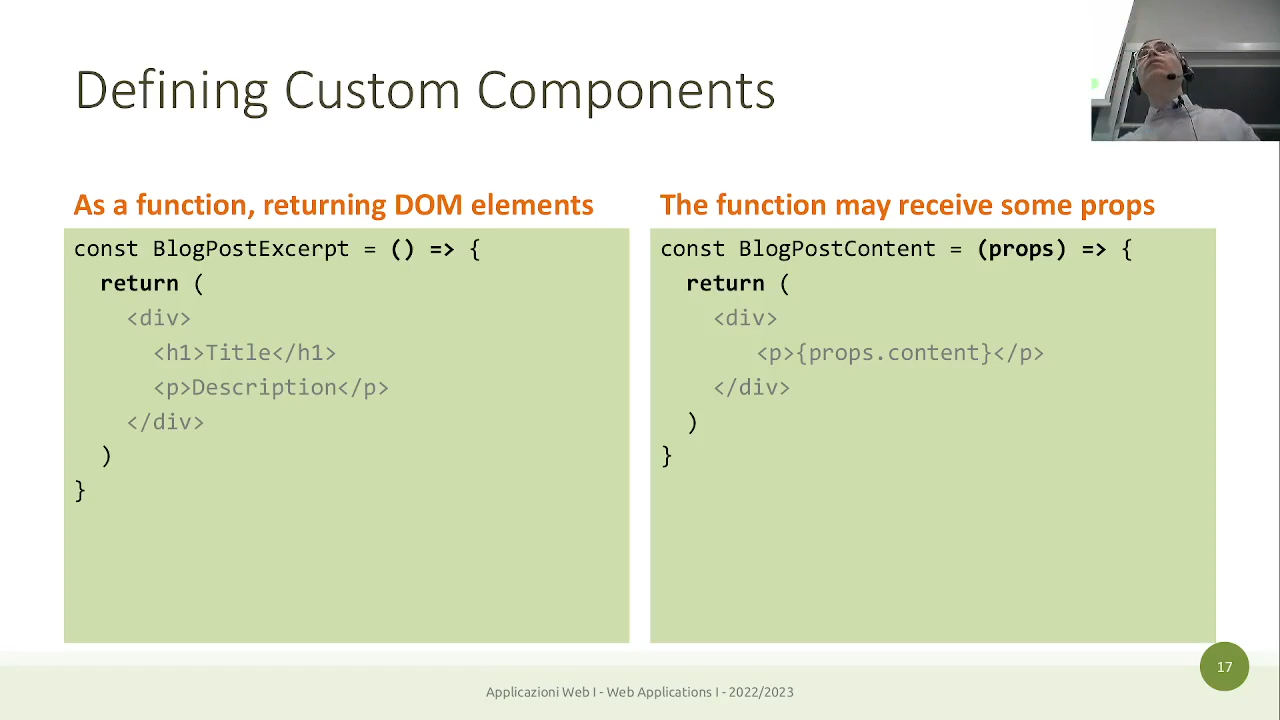 Defining Custom Components
As a function, returning DOM elements
const BlogPostExcerpt = () => {
  return (
    <div>
      <h1>Title</h1>
      <p>Description</p>
    </div>
  )
}
The function may receive some props
const BlogPostContent = (props) => {
  return (
    <div>
       <p>{props.content}</p>
    </div>
  )
}
Applicazioni Web I - Web Applications I - 2022/2023
17